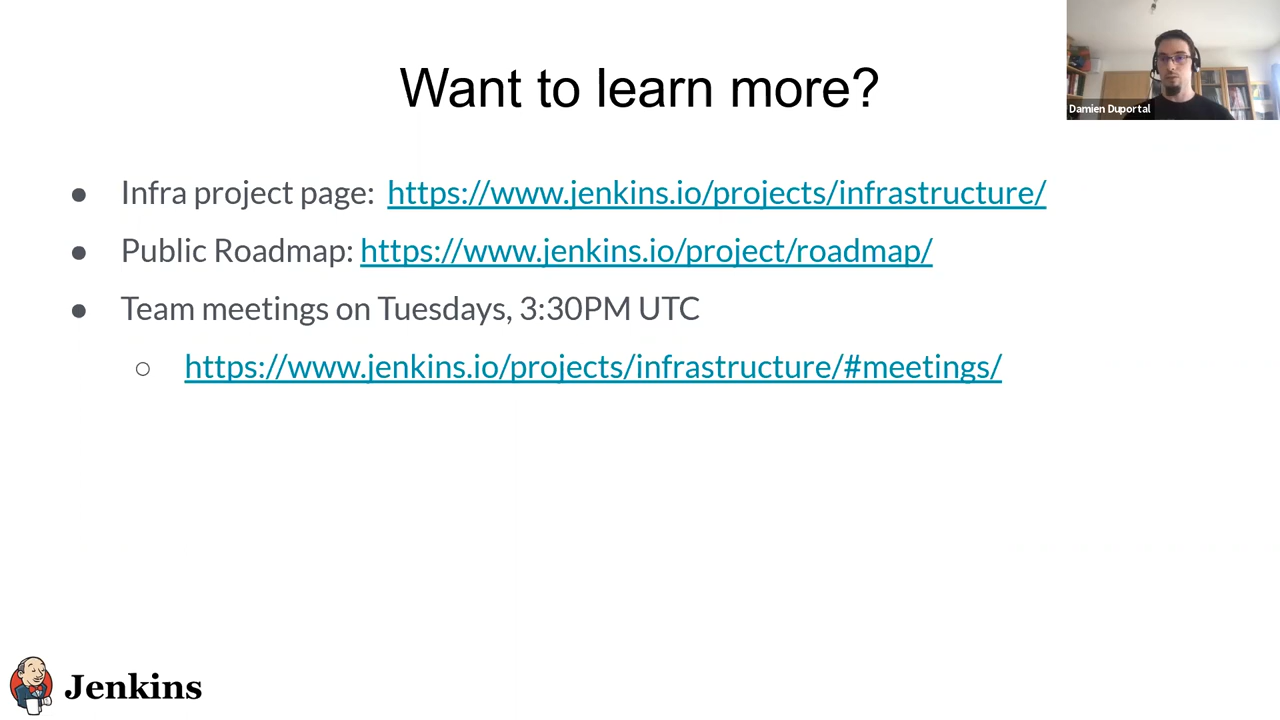 Want to learn more?
Damien Duportal
● Infra project page: https://www.jenkins.io/projects/infrastructure/
● Public Roadmap: https://www.jenkins.io/project/roadmap/
● Team meetings on Tuesdays, 3:30PM UTC
○ https://www.jenkins.io/projects/infrastructure/#meetings/
Jenkins